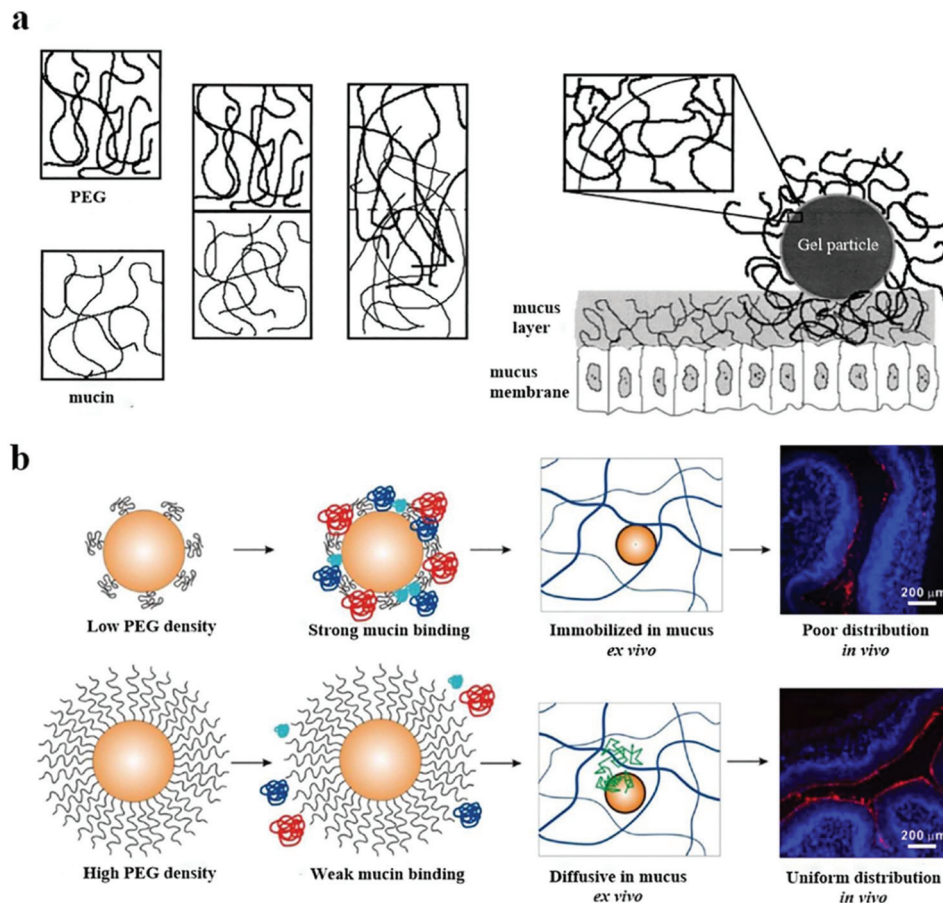 a
PEG
mucin
Gel particle
mucus
layer
mucus
membrane
b
Low PEG density
Strong mucin binding
Immobilized in mucus
ex vivo
200 μm
Poor distribution
in vivo
High PEG density
Weak mucin binding
Diffusive in mucus
ex vivo
200 μm
Uniform distribution
in vivo